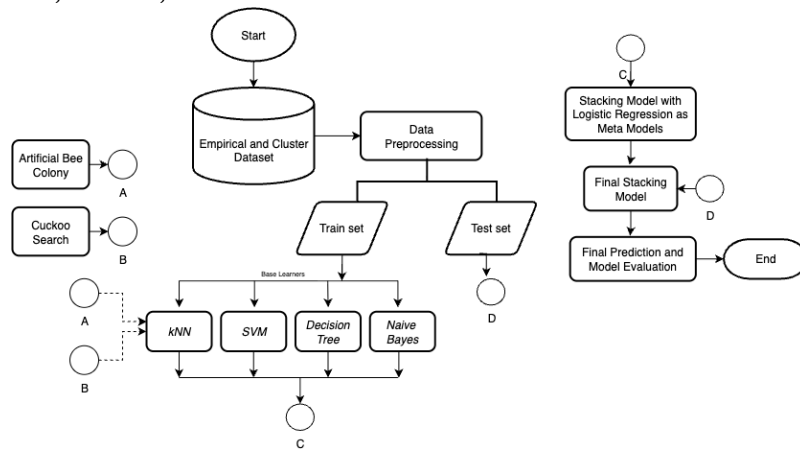 Start
Empirical and Cluster
Dataset
Data
Preprocessing
Artificial Bee
Colony
A
Cuckoo
Search
B
Train set
Test set
D
Base Learners
A
B
kNN
SVM
Decision
Tree
Naive
Bayes
C
C
Stacking Model with
Logistic Regression as
Meta Models
Final Stacking
Model
D
Final Prediction and
Model Evaluation
End